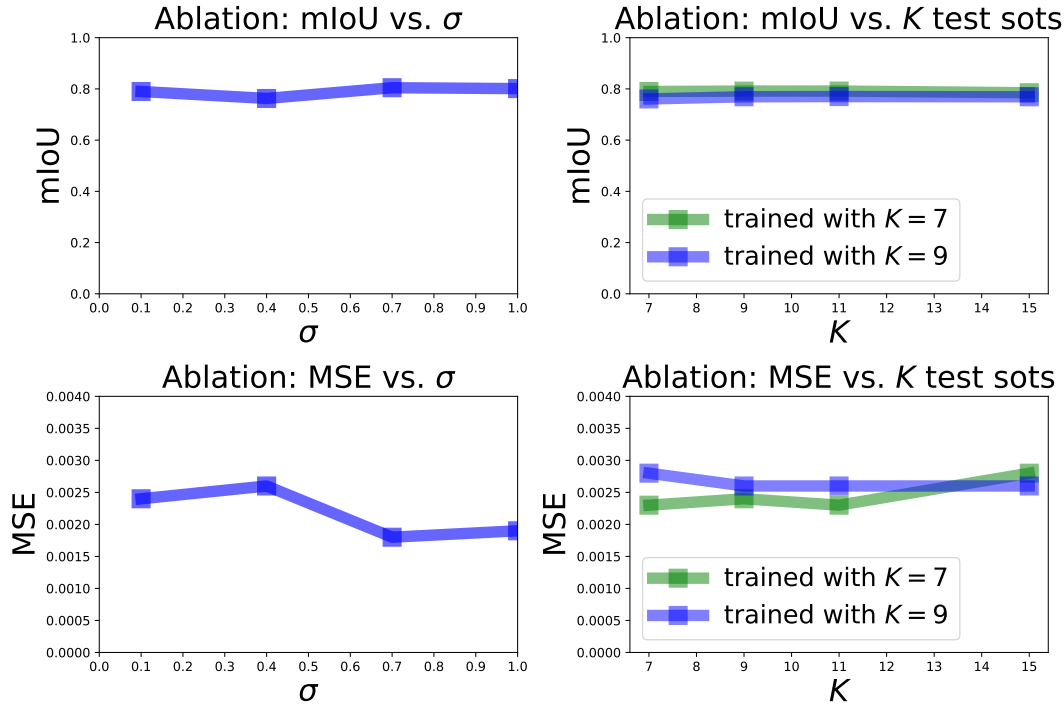 Ablation: mIoU vs. σ
mIoU
1.0
0.8
0.6
0.4
0.2
0.0
0.0 0.1 0.2 0.3 0.4 0.5 0.6 0.7 0.8 0.9 1.0
σ
Ablation: mIoU vs. K test sots
mIoU
1.0
0.8
0.6
0.4
0.2
0.0
trained with K = 7
trained with K = 9
7 8 9 10 11 12 13 14 15
K
Ablation: MSE vs. σ
MSE
0.0040
0.0035
0.0030
0.0025
0.0020
0.0015
0.0010
0.0005
0.0000
0.0 0.1 0.2 0.3 0.4 0.5 0.6 0.7 0.8 0.9 1.0
σ
Ablation: MSE vs. K test sots
MSE
0.0040
0.0035
0.0030
0.0025
0.0020
0.0015
0.0010
0.0005
0.0000
trained with K = 7
trained with K = 9
7 8 9 10 11 12 13 14 15
K